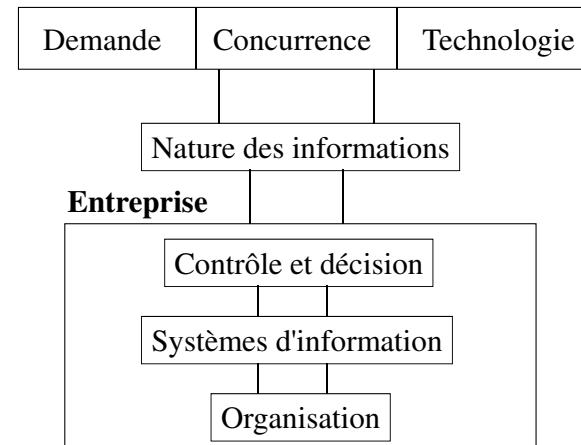 Demande Concurrence Technologie
Nature des informations
Entreprise
Contrôle et décision
Systèmes d'information
Organisation